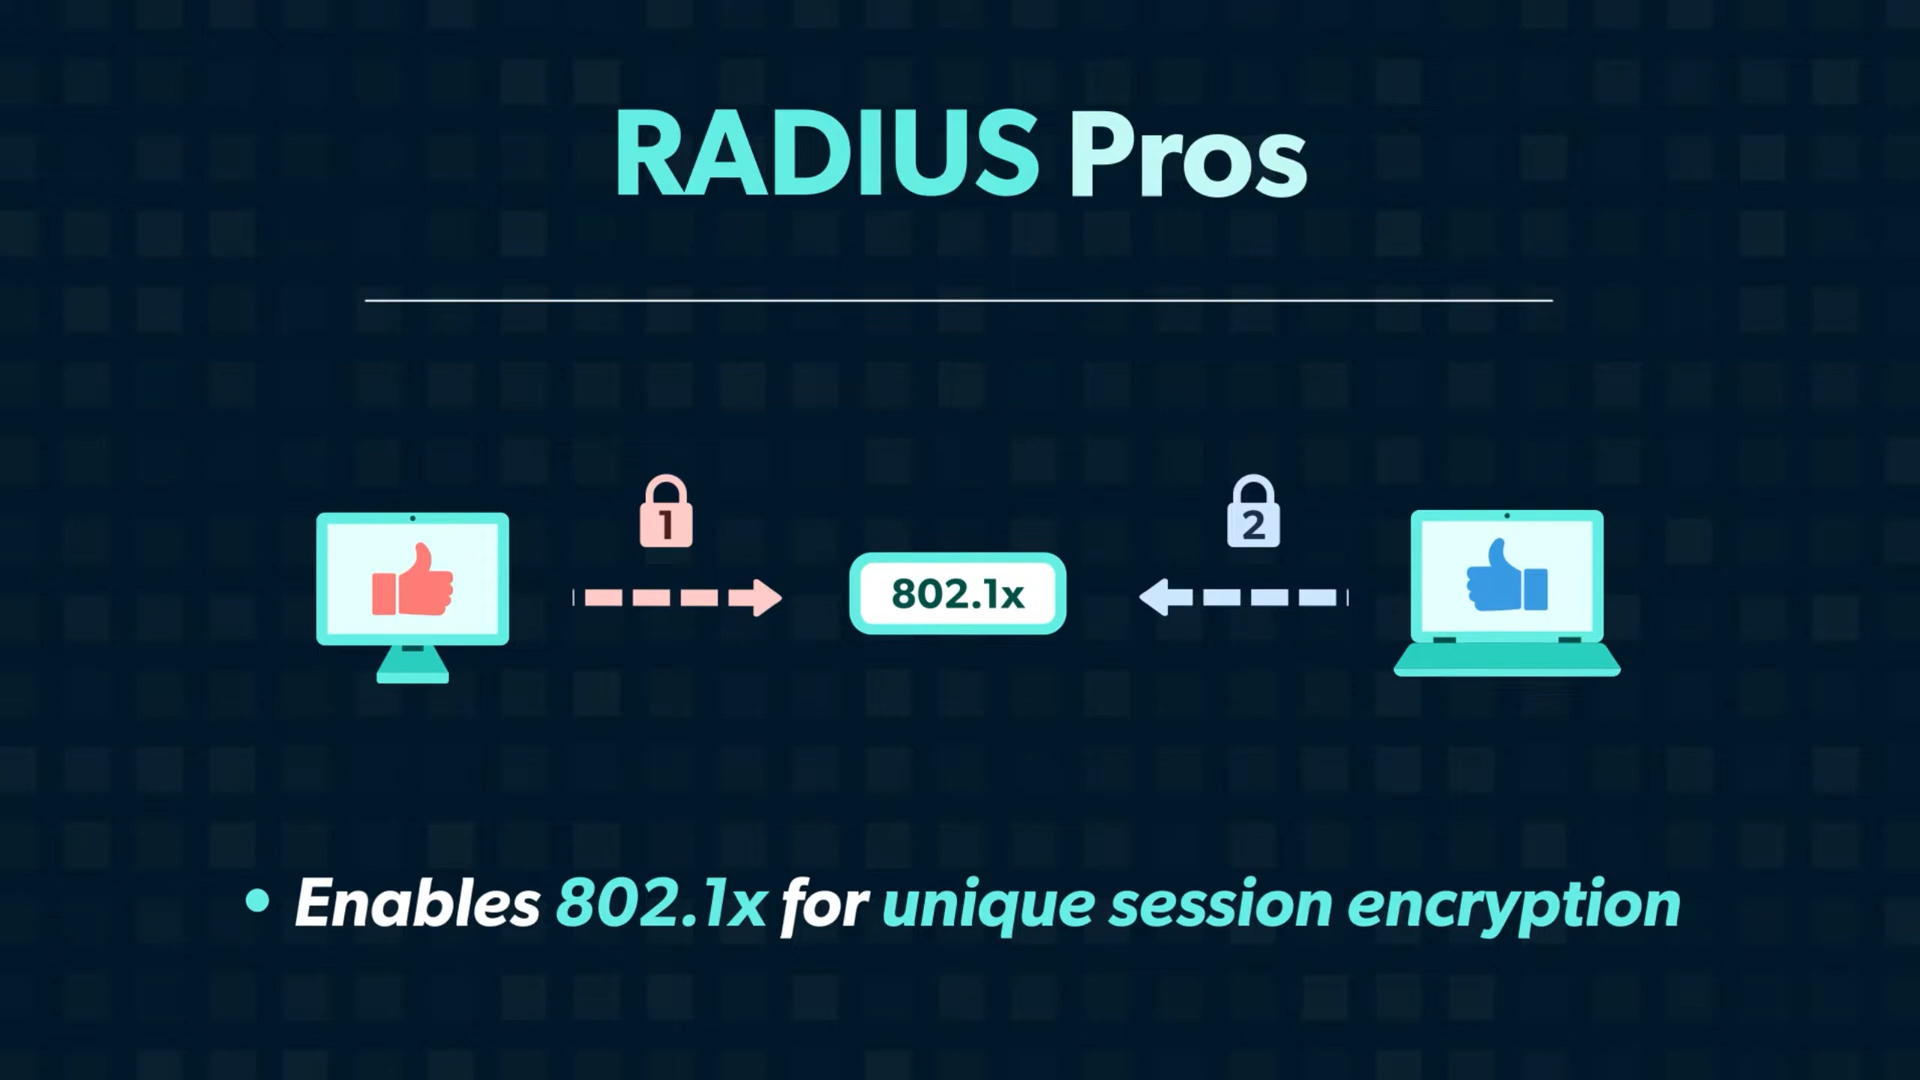 RADIUS Pros
1
2
802.1x
• Enables 802.1x for unique session encryption